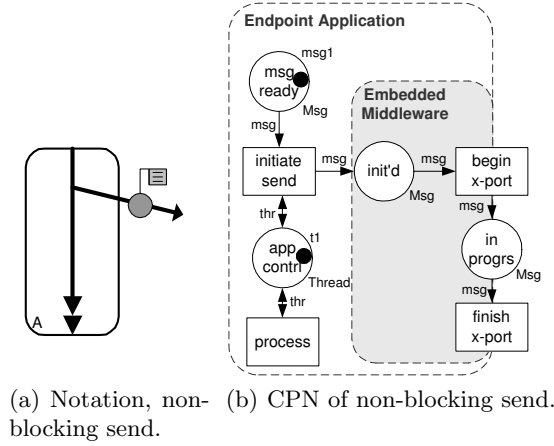 Endpoint Application
msg1
msg
ready
Msg
msg
Embedded
Middleware
initiate
send
msg
init'd
msg
begin
x-port
Msg
msg
thr
t1
app
contrl
Thread
in
progrs
Msg
thr
msg
process
finish
x-port
A
(a) Notation, non-
blocking send.
(b) CPN of non-blocking send.